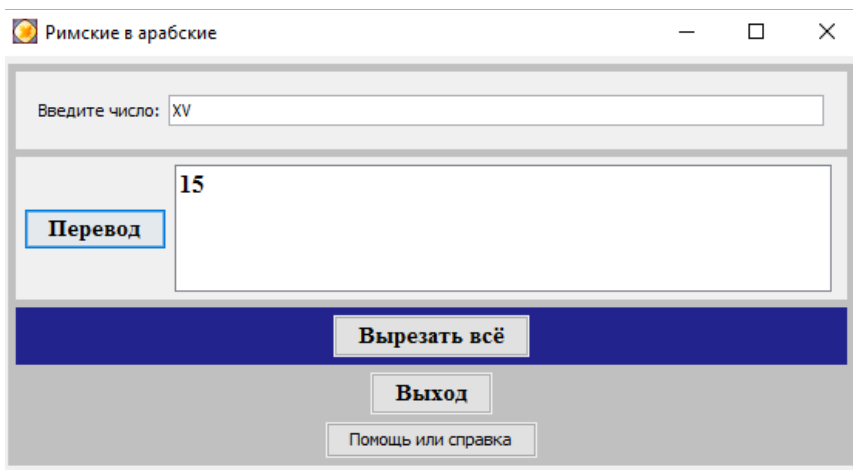 Римские в арабские
Введите число: XV
15
Перевод
Вырезать всё
Выход
Помощь или справка